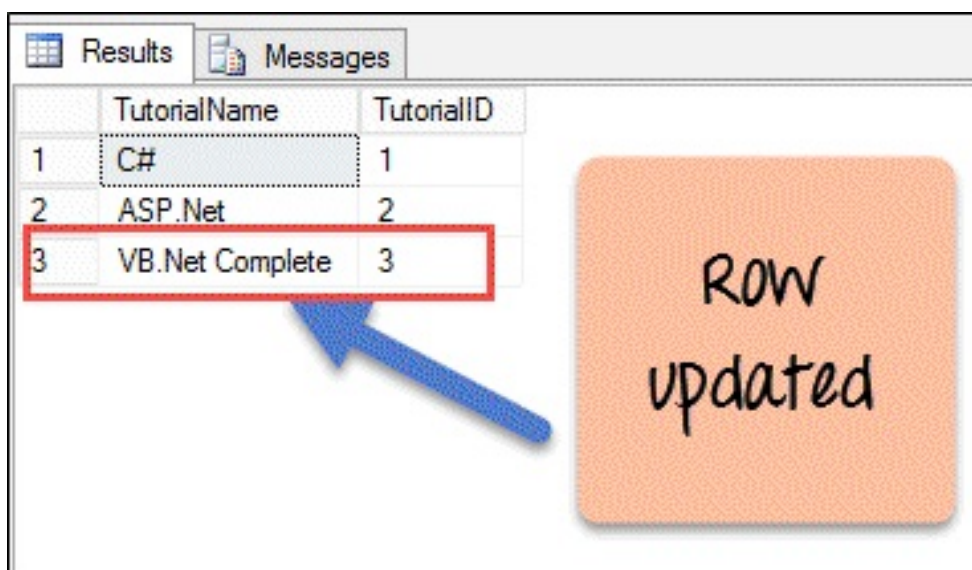 Results Messages
TutorialName TutorialID
1 C# 1
2 ASP.Net 2
3 VB.Net Complete 3
Row
updated